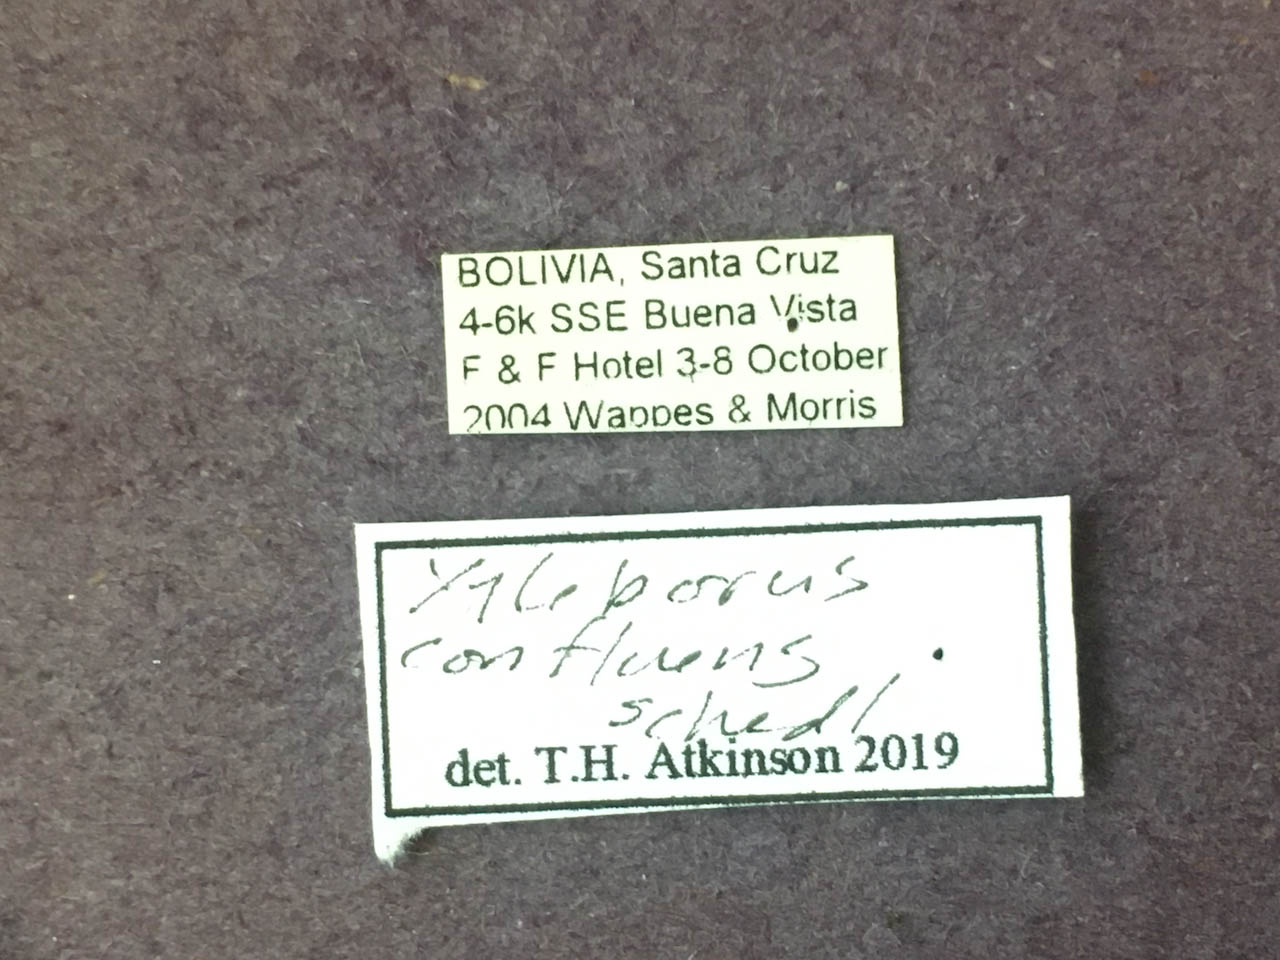 BOLIVIA, Santa Cruz
4-6k SSE Buena Vista
F & F Hotel 3-8 October
2004 Wappes & Morris
Xyleborus
confluens
schedl
det. T.H. Atkinson 2019